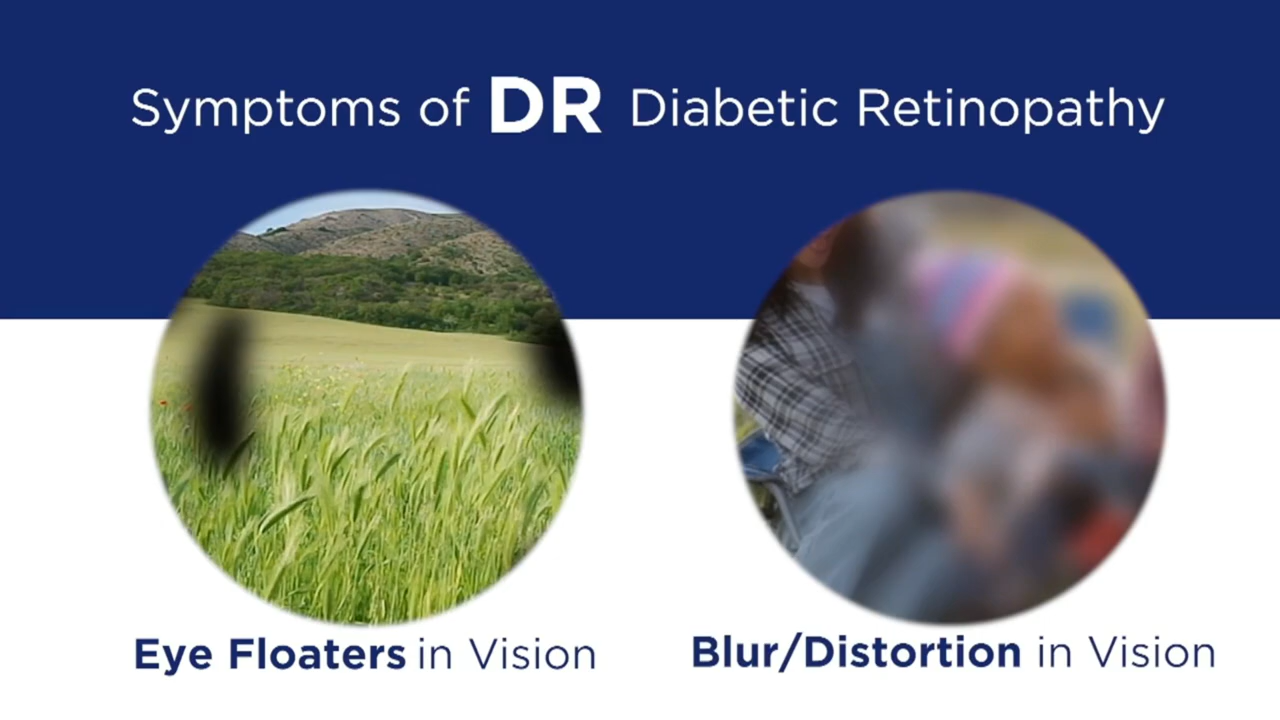 Symptoms of DR Diabetic Retinopathy
Eye Floaters in Vision
Blur/Distortion in Vision